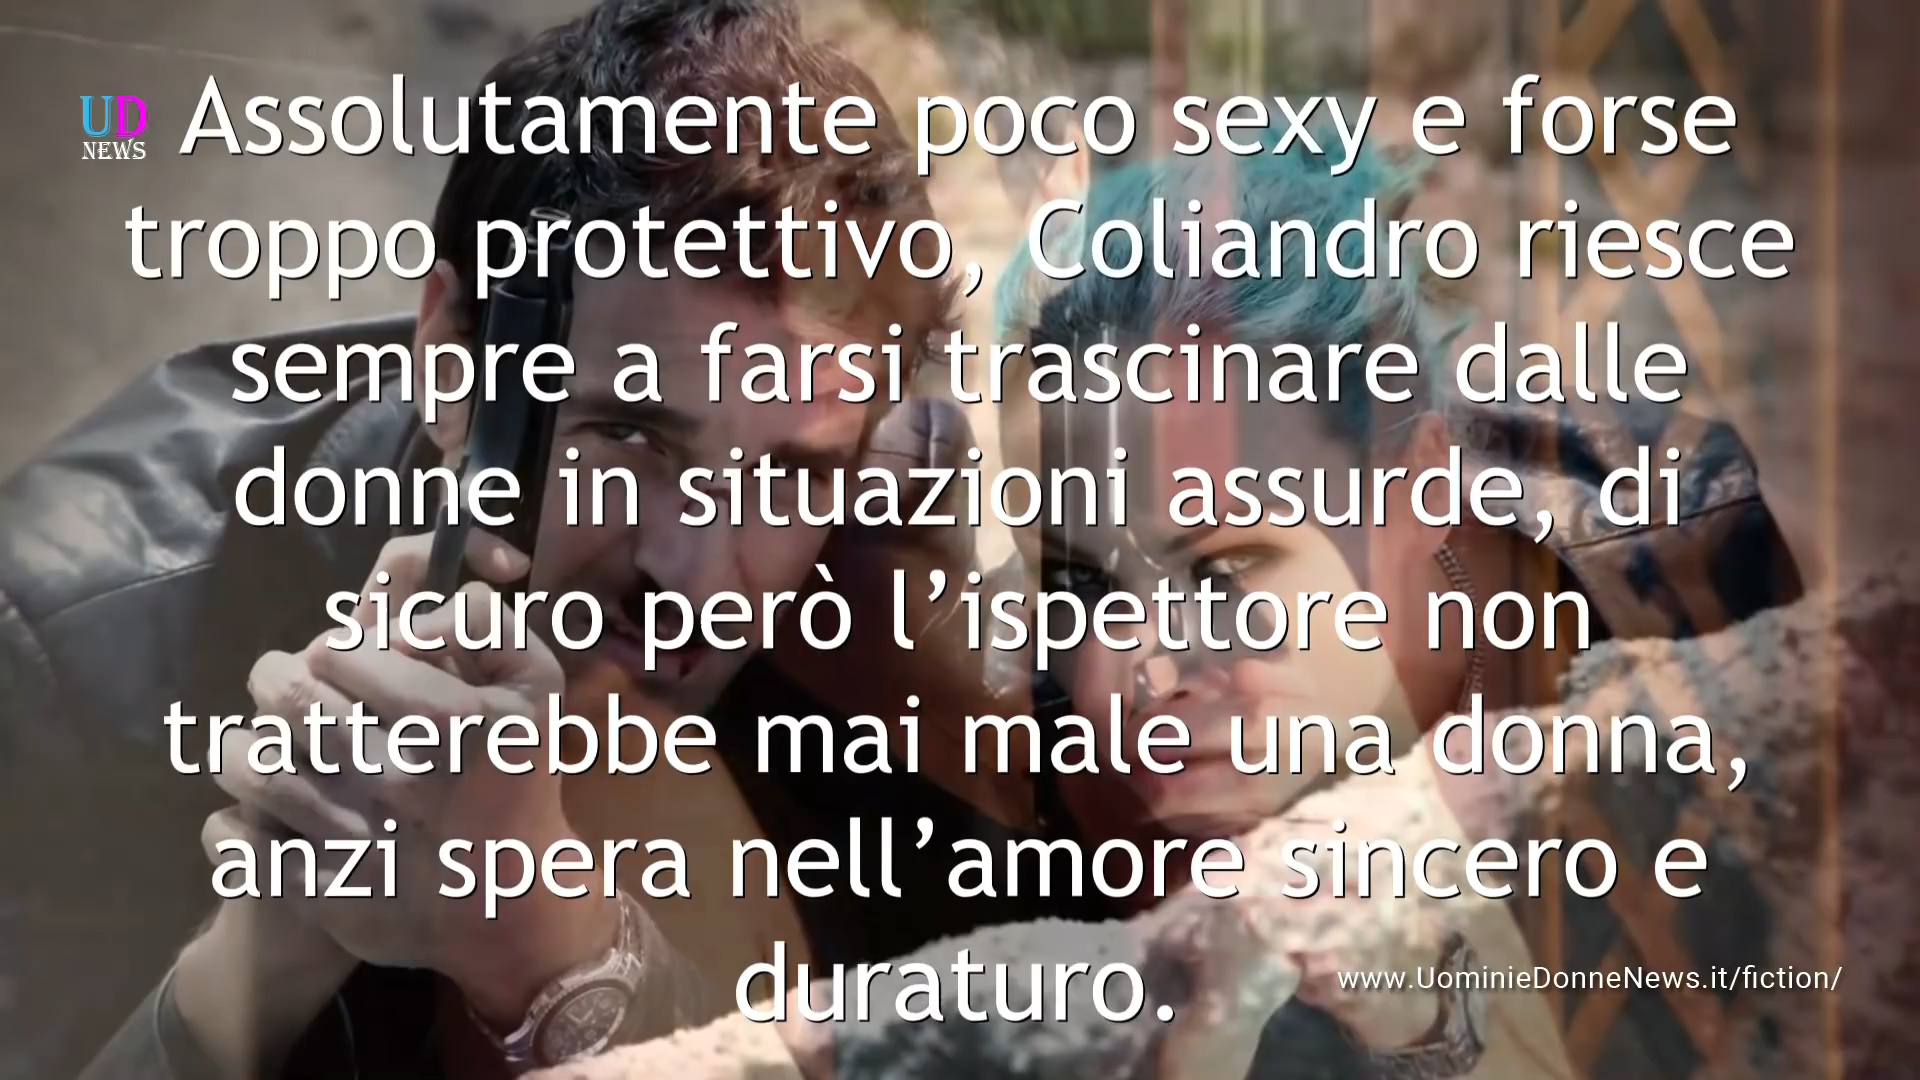 UD
NEWS
Assolutamente poco sexy e forse
troppo protettivo, Coliandro riesce
sempre a farsi trascinare dalle
donne in situazioni assurde, di
sicuro però l’ispettore non
tratterebbe mai male una donna,
anzi spera nell’amore sincero e
duraturo.
www.UominieDonneNews.it/fiction/